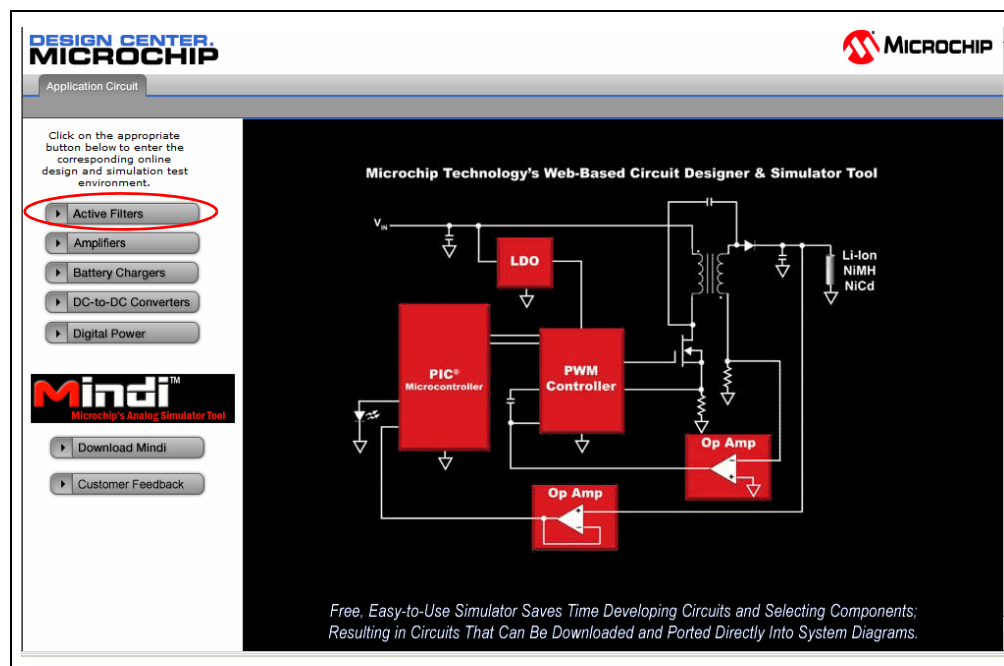 DESIGN CENTER.
MICROCHIP
MICROCHIP
Application Circuit
Click on the appropriate
button below to enter the
corresponding online
design and simulation test
environment.
Active Filters
Amplifiers
Battery Chargers
DC-to-DC Converters
Digital Power
Mindi™
Microchip's Analog Simulator Tool
Download Mindi
Customer Feedback
Microchip Technology's Web-Based Circuit Designer & Simulator Tool
VIN
LDO
Li-Ion
NiMH
NiCd
PIC®
Microcontroller
PWM
Controller
Op Amp
Op Amp
Free, Easy-to-Use Simulator Saves Time Developing Circuits and Selecting Components;
Resulting in Circuits That Can Be Downloaded and Ported Directly Into System Diagrams.